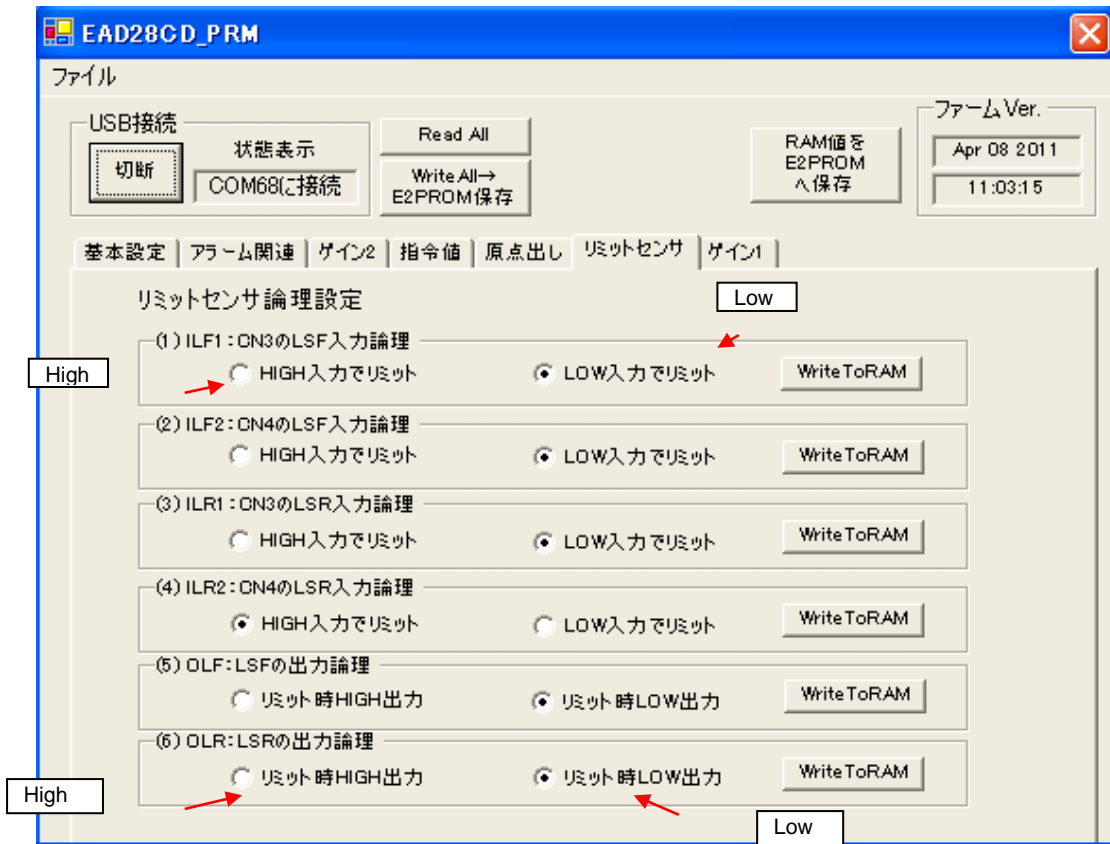 EAD28CD_PRM
ファイル
USB接続
切断
状態表示
COM68に接続
Read All
Write All→
E2PROM保存
RAM値を
E2PROM
へ保存
ファームVer.
Apr 08 2011
11:03:15
基本設定 アラーム関連 ゲイン2 指令値 原点出し リミットセンサ ゲイン1
リミットセンサ論理設定
Low
(1) ILF1:CN3のLSF入力論理
High
HIGH入力でリミット LOW入力でリミット WriteToRAM
(2) ILF2:CN4のLSF入力論理
HIGH入力でリミット LOW入力でリミット WriteToRAM
(3) ILR1:CN3のLSR入力論理
HIGH入力でリミット LOW入力でリミット WriteToRAM
(4) ILR2:CN4のLSR入力論理
HIGH入力でリミット LOW入力でリミット WriteToRAM
(5) OLF:LSFの出力論理
リミット時HIGH出力 リミット時LOW出力 WriteToRAM
(6) OLR:LSRの出力論理
リミット時HIGH出力 リミット時LOW出力 WriteToRAM
High
Low